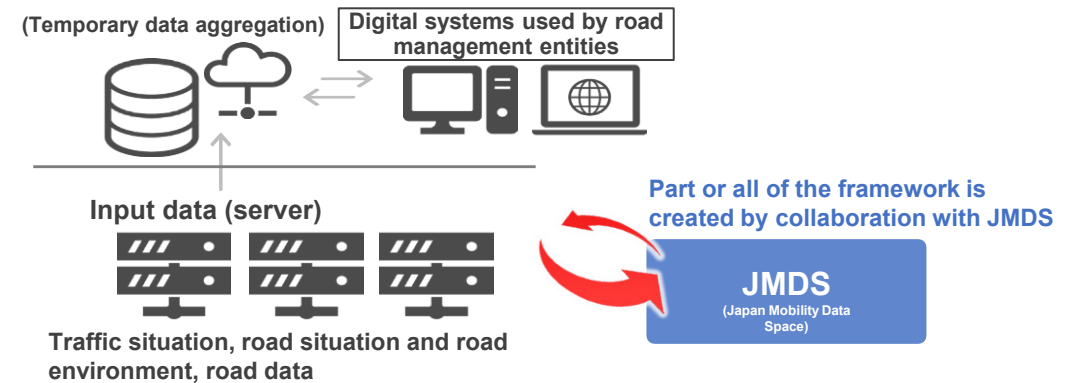 (Temporary data aggregation)
Digital systems used by road
management entities
Input data (server)
Traffic situation, road situation and road
environment, road data
Part or all of the framework is
created by collaboration with JMDS
JMDS
(Japan Mobility Data
Space)